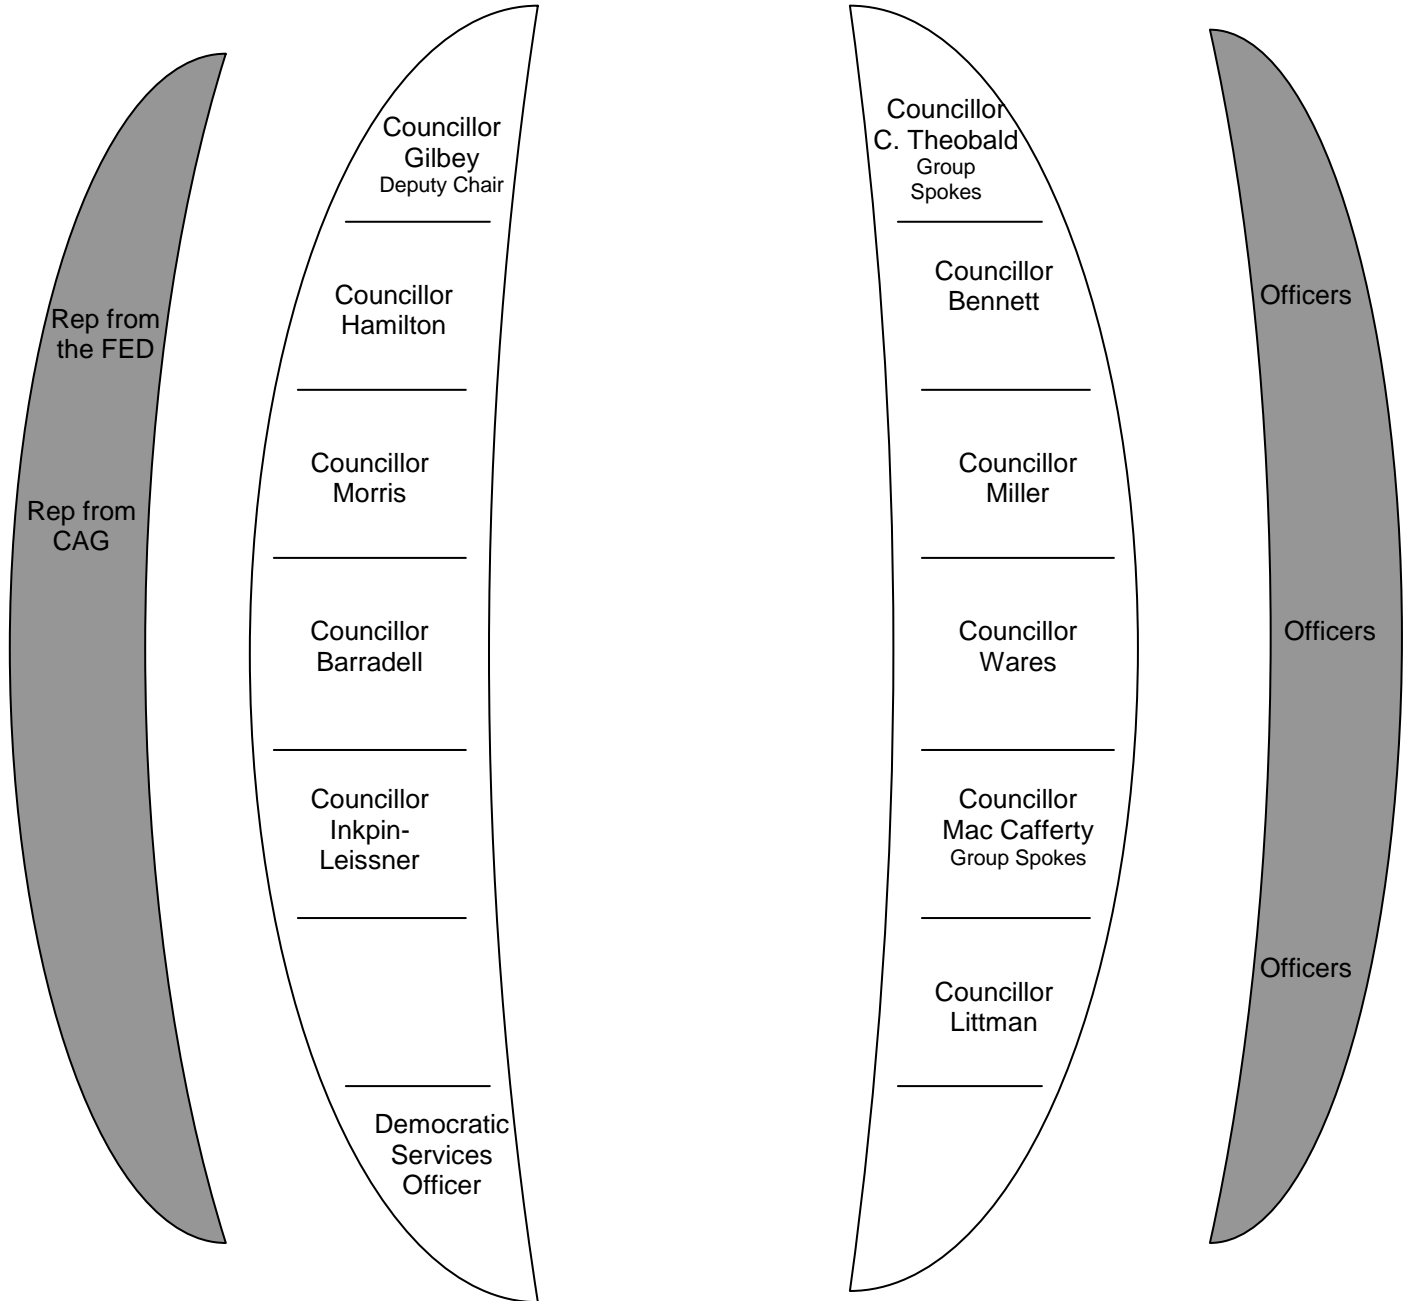 Rep from
the FED
Rep from
CAG
Councillor
Gilbey
Deputy Chair
Councillor
Hamilton
Councillor
Morris
Councillor
Barradell
Councillor
Inkpin-
Leissner
Democratic
Services
Officer
Councillor
C. Theobald
Group
Spokes
Councillor
Bennett
Councillor
Miller
Councillor
Wares
Councillor
Mac Cafferty
Group Spokes
Councillor
Littman
Officers
Officers
Officers